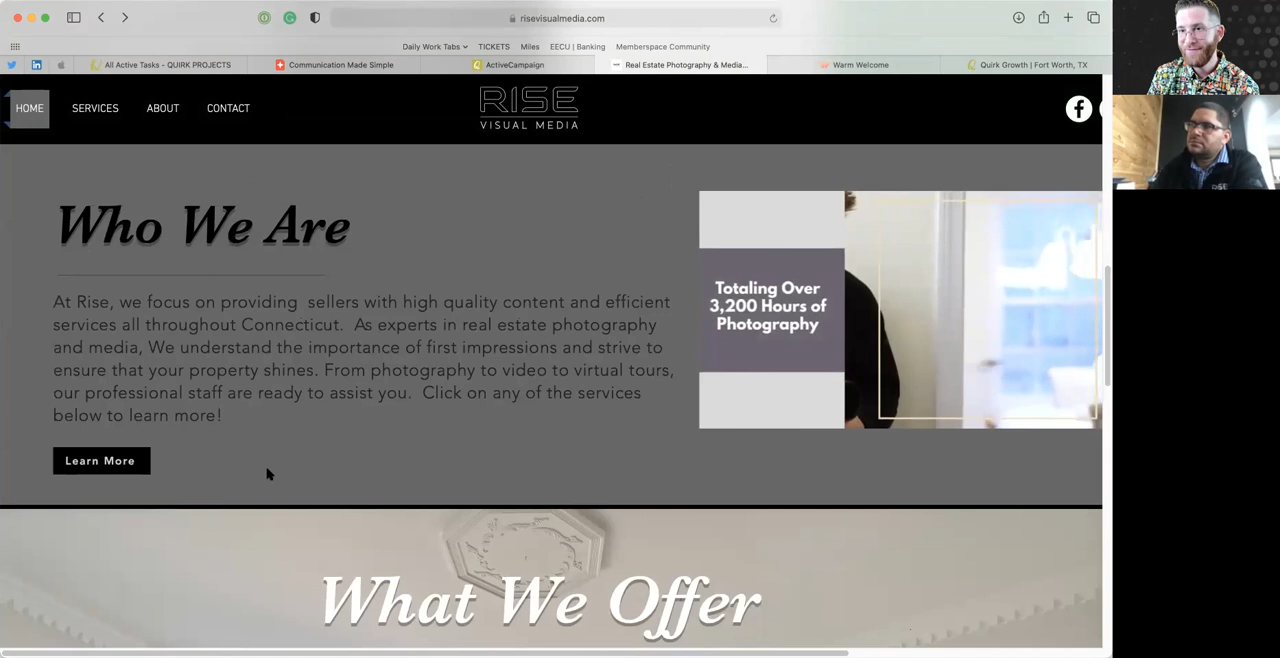 risevisualmedia.com
Daily Work Tabs TICKETS Miles EECU | Banking Memberspace Community
All Active Tasks - QUIRK PROJECTS Communication Made Simple ActiveCampaign Real Estate Photography & Media... Warm Welcome Quirk Growth | Fort Worth, TX
HOME SERVICES ABOUT CONTACT
RISE
VISUAL MEDIA
Who We Are
At Rise, we focus on providing  sellers with high quality content and efficient
services all throughout Connecticut.  As experts in real estate photography
and media, We understand the importance of first impressions and strive to
ensure that your property shines. From photography to video to virtual tours,
our professional staff are ready to assist you.  Click on any of the services
below to learn more!
Learn More
Totaling Over
3,200 Hours of
Photography
What We Offer